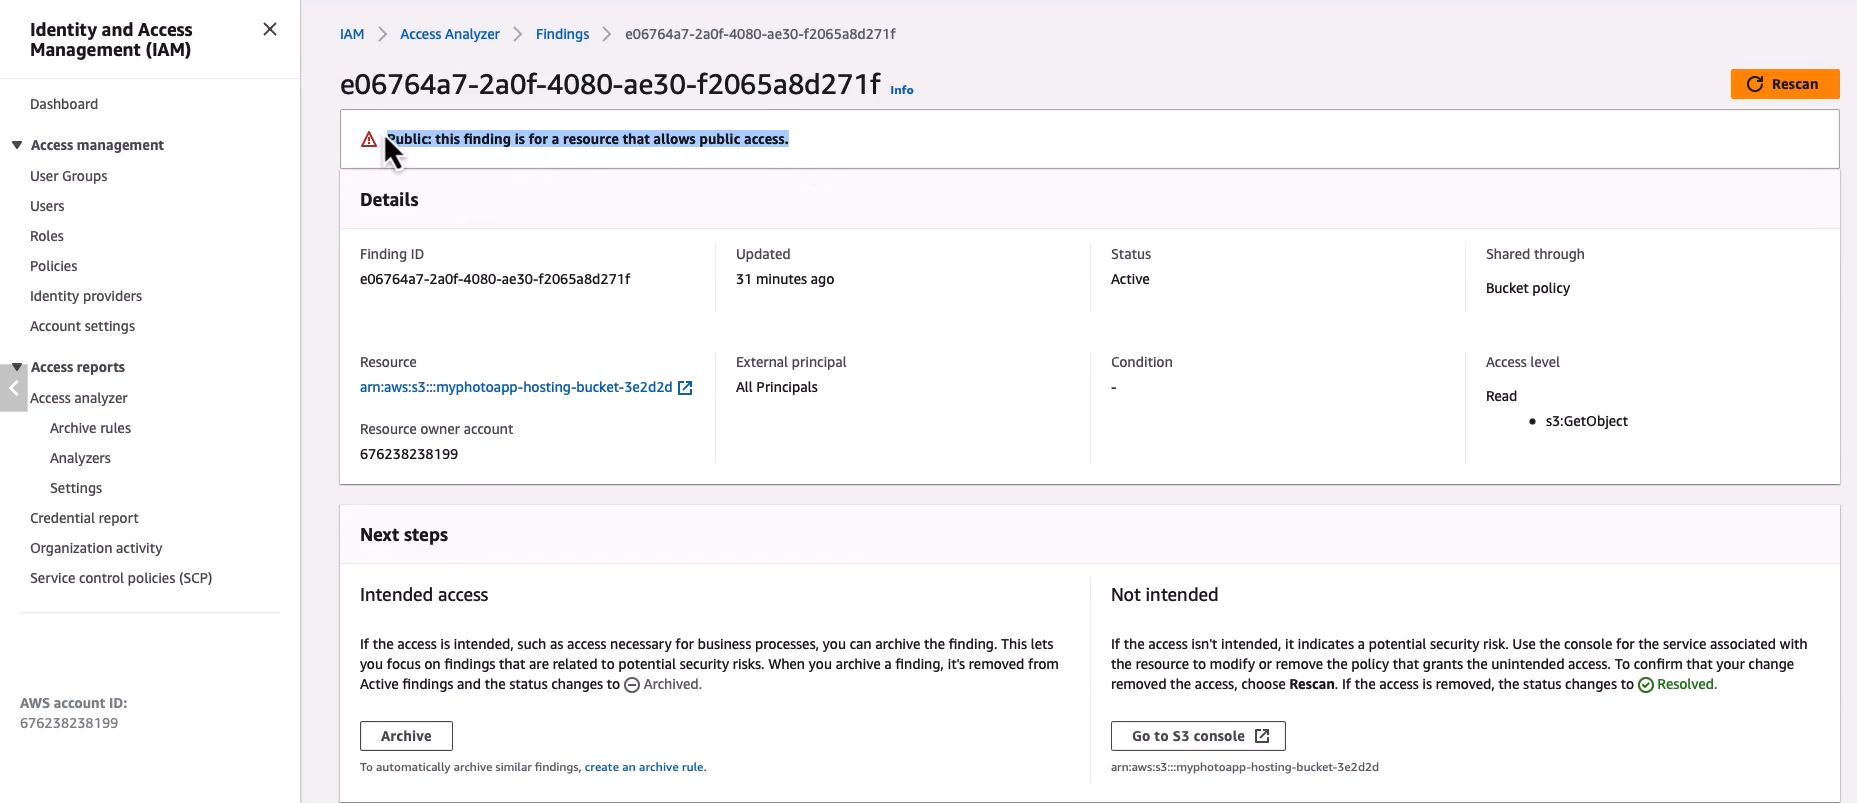 Identity and Access
Management (IAM)
Dashboard
Access management
User Groups
Users
Roles
Policies
Identity providers
Account settings
Access reports
Access analyzer
Archive rules
Analyzers
Settings
Credential report
Organization activity
Service control policies (SCP)
AWS account ID:
676238238199
IAM > Access Analyzer > Findings > e06764a7-2a0f-4080-ae30-f2065a8d271f
e06764a7-2a0f-4080-ae30-f2065a8d271f Info
Rescan
Public: this finding is for a resource that allows public access.
Details
Finding ID
e06764a7-2a0f-4080-ae30-f2065a8d271f
Updated
31 minutes ago
Status
Active
Shared through
Bucket policy
Resource
arn:aws:s3:::myphotoapp-hosting-bucket-3e2d2d
Resource owner account
676238238199
External principal
All Principals
Condition
-
Access level
Read
• s3:GetObject
Next steps
Intended access
If the access is intended, such as access necessary for business processes, you can archive the finding. This lets
you focus on findings that are related to potential security risks. When you archive a finding, it's removed from
Active findings and the status changes to Archived.
Archive
To automatically archive similar findings, create an archive rule.
Not intended
If the access isn't intended, it indicates a potential security risk. Use the console for the service associated with
the resource to modify or remove the policy that grants the unintended access. To confirm that your change
removed the access, choose Rescan. If the access is removed, the status changes to Resolved.
Go to S3 console
arn:aws:s3:::myphotoapp-hosting-bucket-3e2d2d